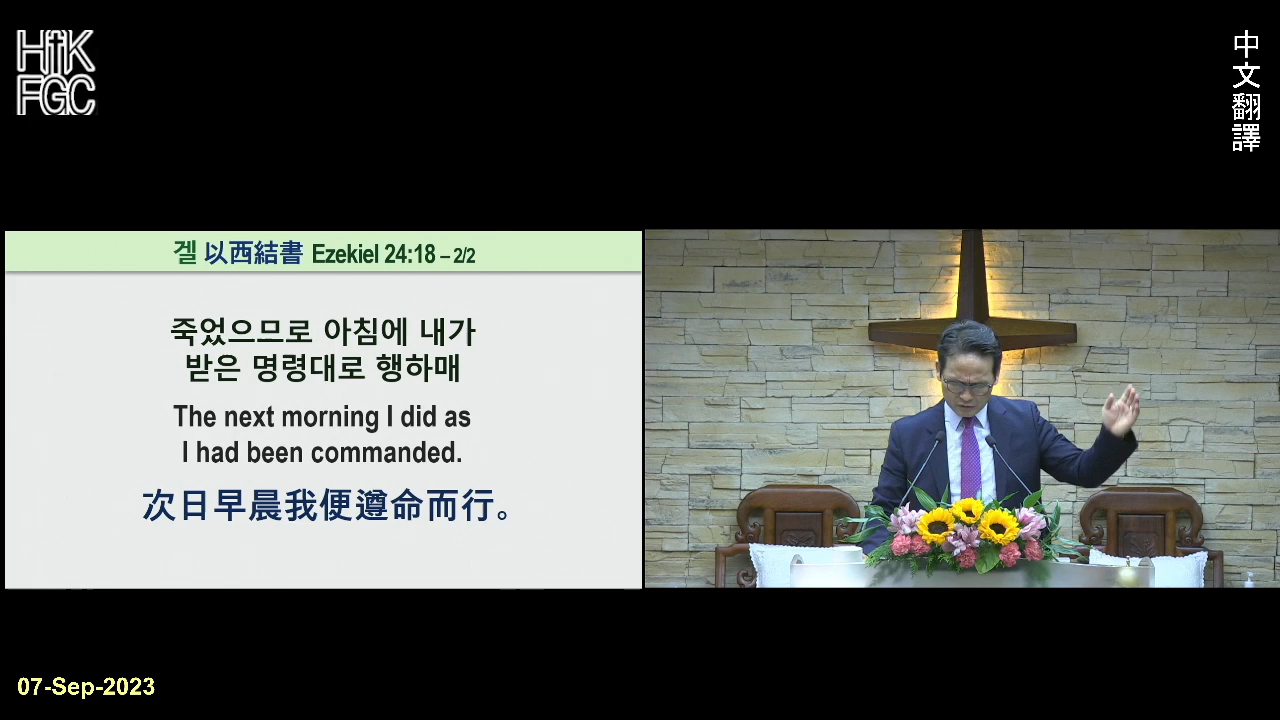 HfK
FGC
中文翻譯
겔 以西結書 Ezekiel 24:18 – 2/2
죽었으므로 아침에 내가
받은 명령대로 행하매
The next morning I did as
I had been commanded.
次日早晨我便遵命而行。
07-Sep-2023